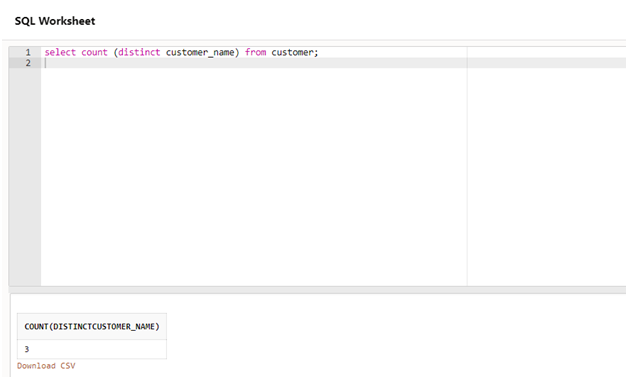 SQL Worksheet
1 select count (distinct customer_name) from customer;
2
COUNT(DISTINCTCUSTOMER_NAME)
3
Download CSV